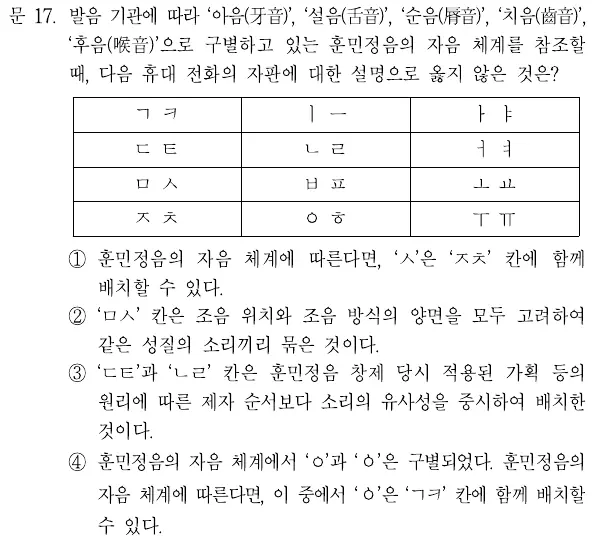 문 17. 발음 기관에 따라 '아음(牙音)', '설음(舌音)', '순음(脣音)', '치음(齒音)',
'후음(喉音)'으로 구별하고 있는 훈민정음의 자음 체계를 참조할
때, 다음 휴대 전화의 자판에 대한 설명으로 옳지 않은 것은?
ㄱ ㅋ ㅣ ㅡ ㅏ ㅑ
ㄷ ㅌ ㄴ ㄹ ㅓ ㅕ
ㅁ ㅅ ㅂ ㅍ ㅗ ㅛ
ㅈ ㅊ ㅇ ㅎ ㅜ ㅠ
① 훈민정음의 자음 체계에 따른다면, 'ㅅ'은 'ㅈㅊ' 칸에 함께
배치할 수 있다.
② 'ㅁㅅ' 칸은 조음 위치와 조음 방식의 양면을 모두 고려하여
같은 성질의 소리끼리 묶은 것이다.
③ 'ㄷㅌ'과 'ㄴㄹ' 칸은 훈민정음 창제 당시 적용된 가획 등의
원리에 따른 제자 순서보다 소리의 유사성을 중시하여 배치한
것이다.
④ 훈민정음의 자음 체계에서 'ㅇ'과 'ㆁ'은 구별되었다. 훈민정음의
자음 체계에 따른다면, 이 중에서 'ㆁ'은 'ㄱㅋ' 칸에 함께 배치할
수 있다.